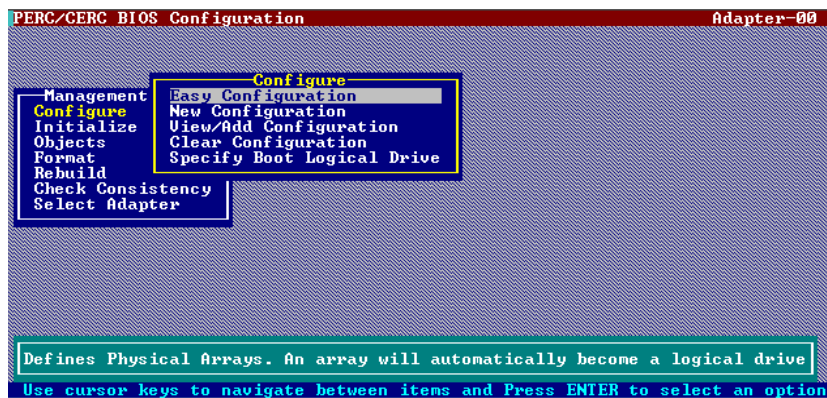 PERC/CERC BIOS Configuration Adapter-00
Configure
Easy Configuration
New Configuration
View/Add Configuration
Clear Configuration
Specify Boot Logical Drive
Management
Configure
Initialize
Objects
Format
Rebuild
Check Consistency
Select Adapter
Defines Physical Arrays. An array will automatically become a logical drive
Use cursor keys to navigate between items and Press ENTER to select an option